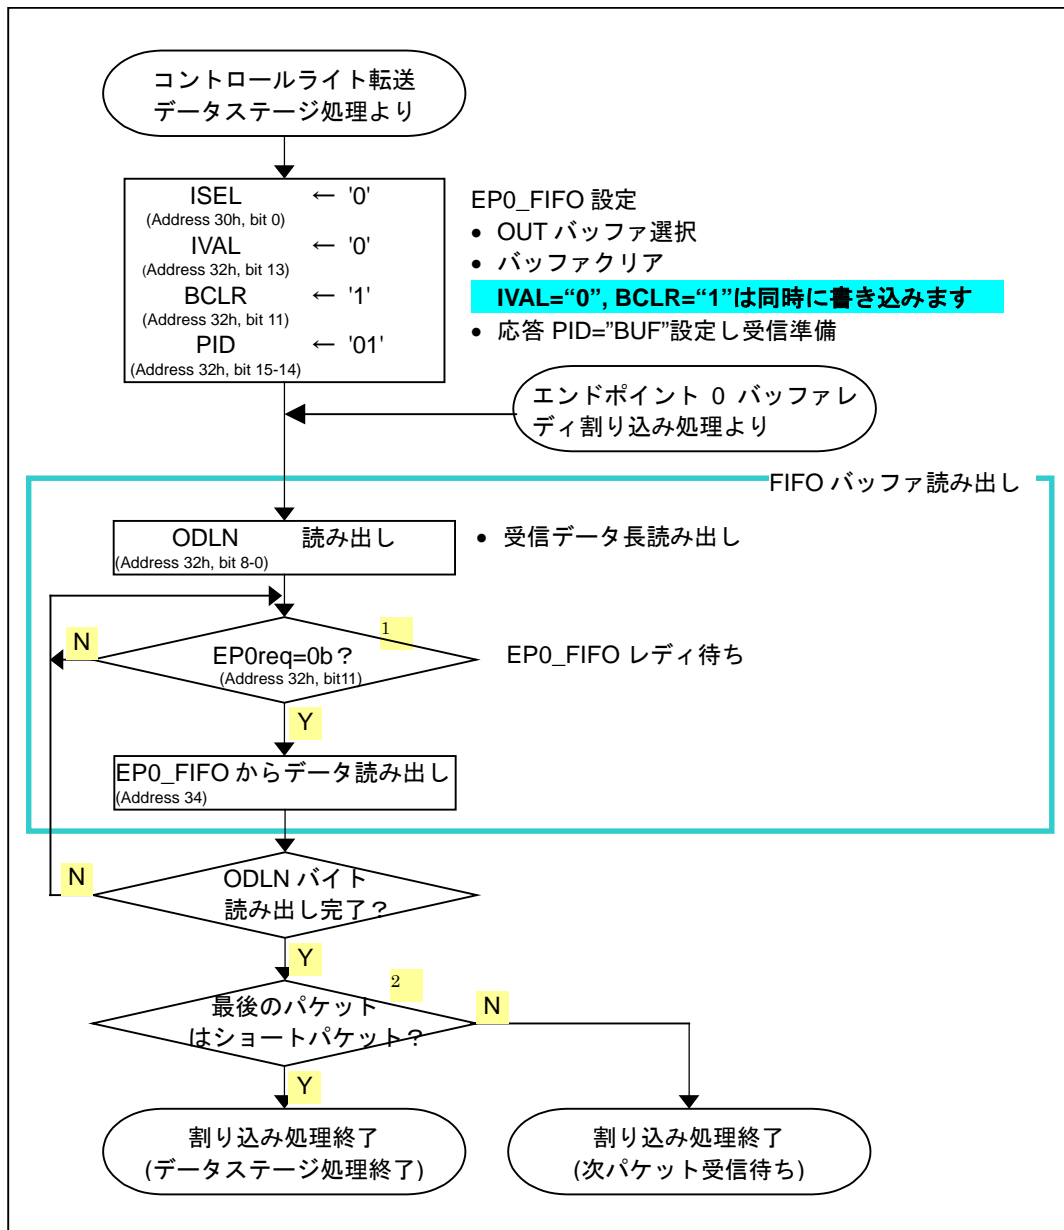 コントロールライト転送
データステージ処理より
ISEL ← '0'
(Address 30h, bit 0)
IVAL ← '0'
(Address 32h, bit 13)
BCLR ← '1'
(Address 32h, bit 11)
PID ← '01'
(Address 32h, bit 15-14)
EP0_FIFO 設定
• OUT バッファ選択
• バッファクリア
IVAL=“0”, BCLR=“1”は同時に書き込みます
• 応答 PID=”BUF”設定し受信準備
エンドポイント 0 バッファレ
ディ割り込み処理より
FIFO バッファ読み出し
ODLN 読み出し
(Address 32h, bit 8-0)
• 受信データ長読み出し
1
N
EP0req=0b？
(Address 32h, bit11)
EP0_FIFO レディ待ち
Y
EP0_FIFO からデータ読み出し
(Address 34)
N
ODLN バイト
読み出し完了？
Y
2
最後のパケット
はショートパケット？
N
Y
割り込み処理終了
(データステージ処理終了)
割り込み処理終了
(次パケット受信待ち)